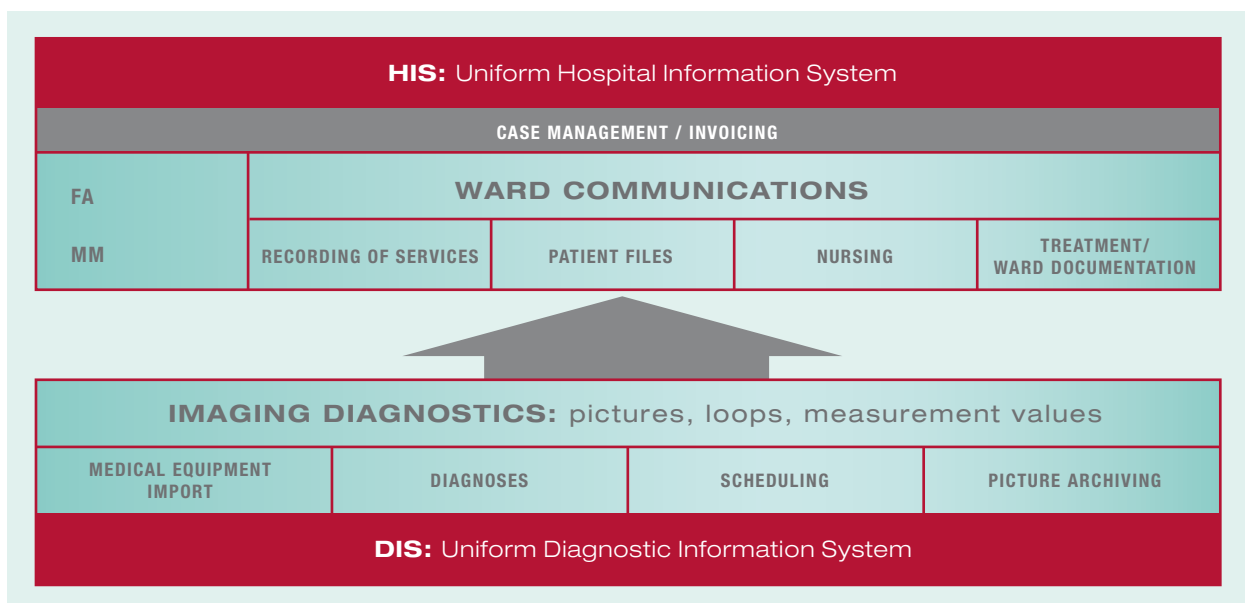 HIS: Uniform Hospital Information System
CASE MANAGEMENT / INVOICING
FA
MM
WARD COMMUNICATIONS
RECORDING OF SERVICES
PATIENT FILES
NURSING
TREATMENT/
WARD DOCUMENTATION
IMAGING DIAGNOSTICS: pictures, loops, measurement values
MEDICAL EQUIPMENT
IMPORT
DIAGNOSES
SCHEDULING
PICTURE ARCHIVING
DIS: Uniform Diagnostic Information System